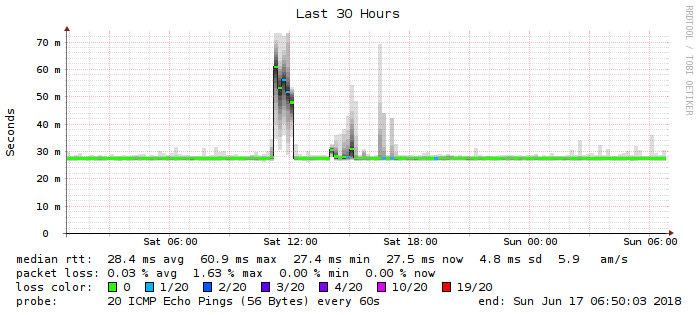 Last 30 Hours
RRDTOOL / TOBI OETIKER
Seconds
70 m
60 m
50 m
40 m
30 m
20 m
10 m
0
Sat 06:00 Sat 12:00 Sat 18:00 Sun 00:00 Sun 06:00
median rtt: 28.4 ms avg 60.9 ms max 27.4 ms min 27.5 ms now 4.8 ms sd 5.9 am/s
packet loss: 0.03 % avg 1.63 % max 0.00 % min 0.00 % now
loss color: 0 1/20 2/20 3/20 4/20 10/20 19/20
probe: 20 ICMP Echo Pings (56 Bytes) every 60s end: Sun Jun 17 06:50:03 2018